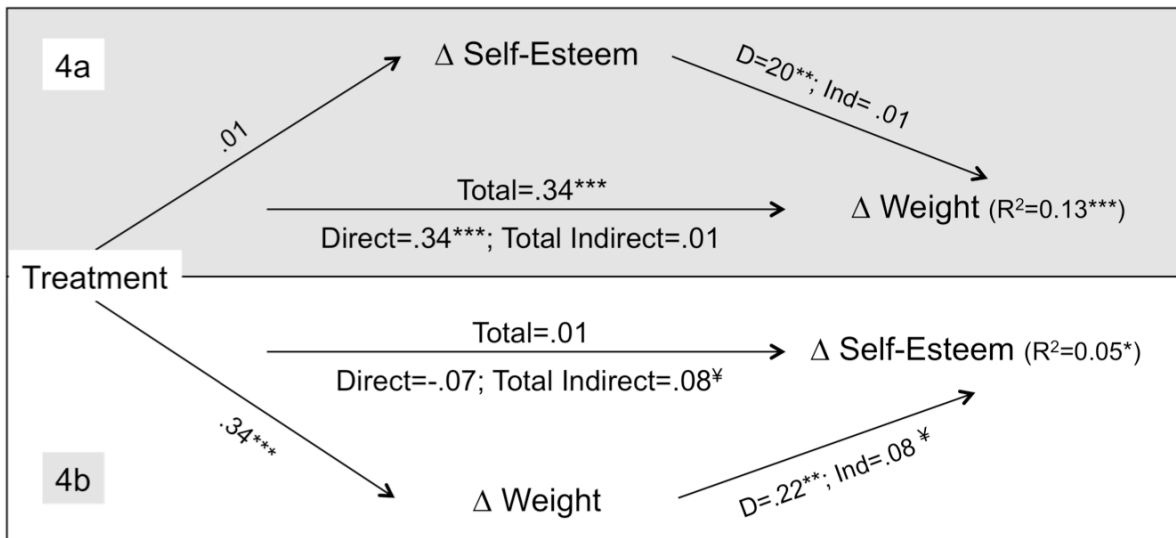 4a
Δ Self-Esteem
.01
D=20**; Ind= .01
Total=.34***
Δ Weight (R²=0.13***)
Direct=.34***; Total Indirect=.01
Treatment
Total=.01
Δ Self-Esteem (R²=0.05*)
Direct=-.07; Total Indirect=.08¥
.34***
4b
Δ Weight
D=.22**; Ind=.08 ¥